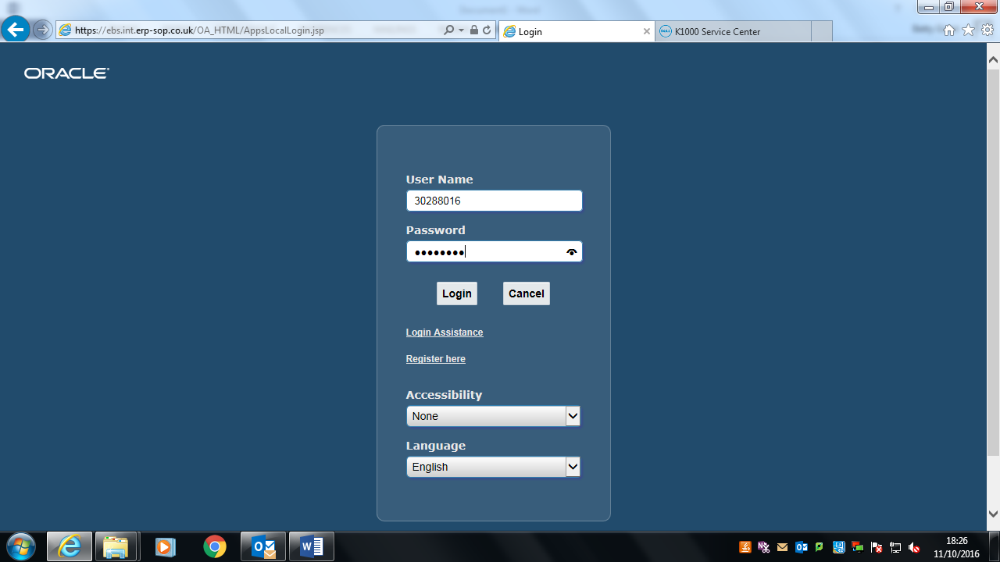 https://ebs.int.erp-sop.co.uk/OA_HTML/AppsLocalLogin.jsp
Login
K1000 Service Center
ORACLE
User Name
30288016
Password
Login Cancel
Login Assistance
Register here
Accessibility
None
Language
English
18:26
11/10/2016